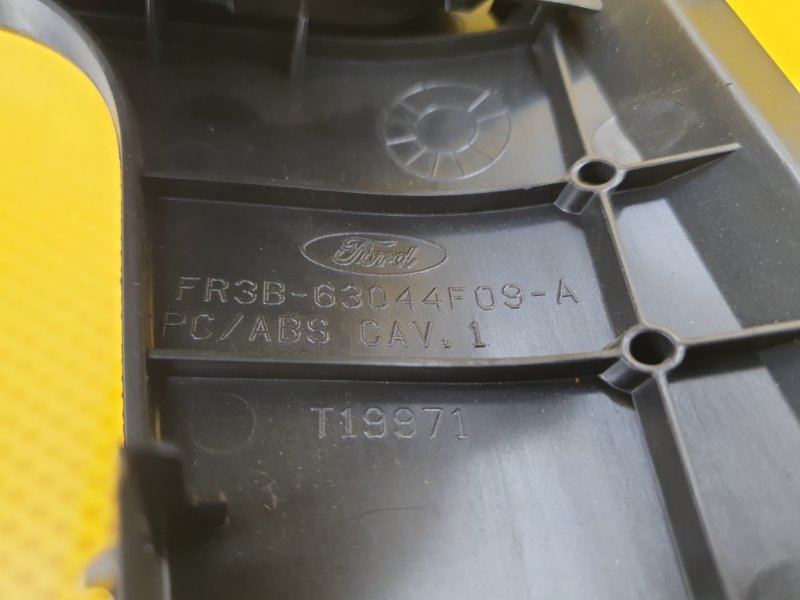 Ford
FR3B-63044F09-A
PC/ABS CAV.1
T19971